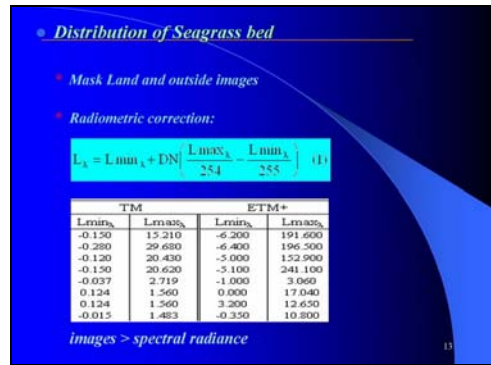 Distribution of Seagrass bed
* Mask Land and outside images
* Radiometric correction:
Lλ = L min λ + DN( L max λ / 254 − L min λ / 255 ) (1)
TM ETM+
Lminλ Lmaxλ Lminλ Lmaxλ
-0.150 15.210 -6.200 191.600
-0.280 29.680 -6.400 196.500
-0.120 20.430 -5.000 152.900
-0.150 20.620 -5.100 241.100
-0.037 2.719 -1.000 3.060
0.124 1.560 0.000 17.040
0.124 1.560 3.200 12.650
-0.015 1.483 -0.350 10.800
images > spectral radiance
13